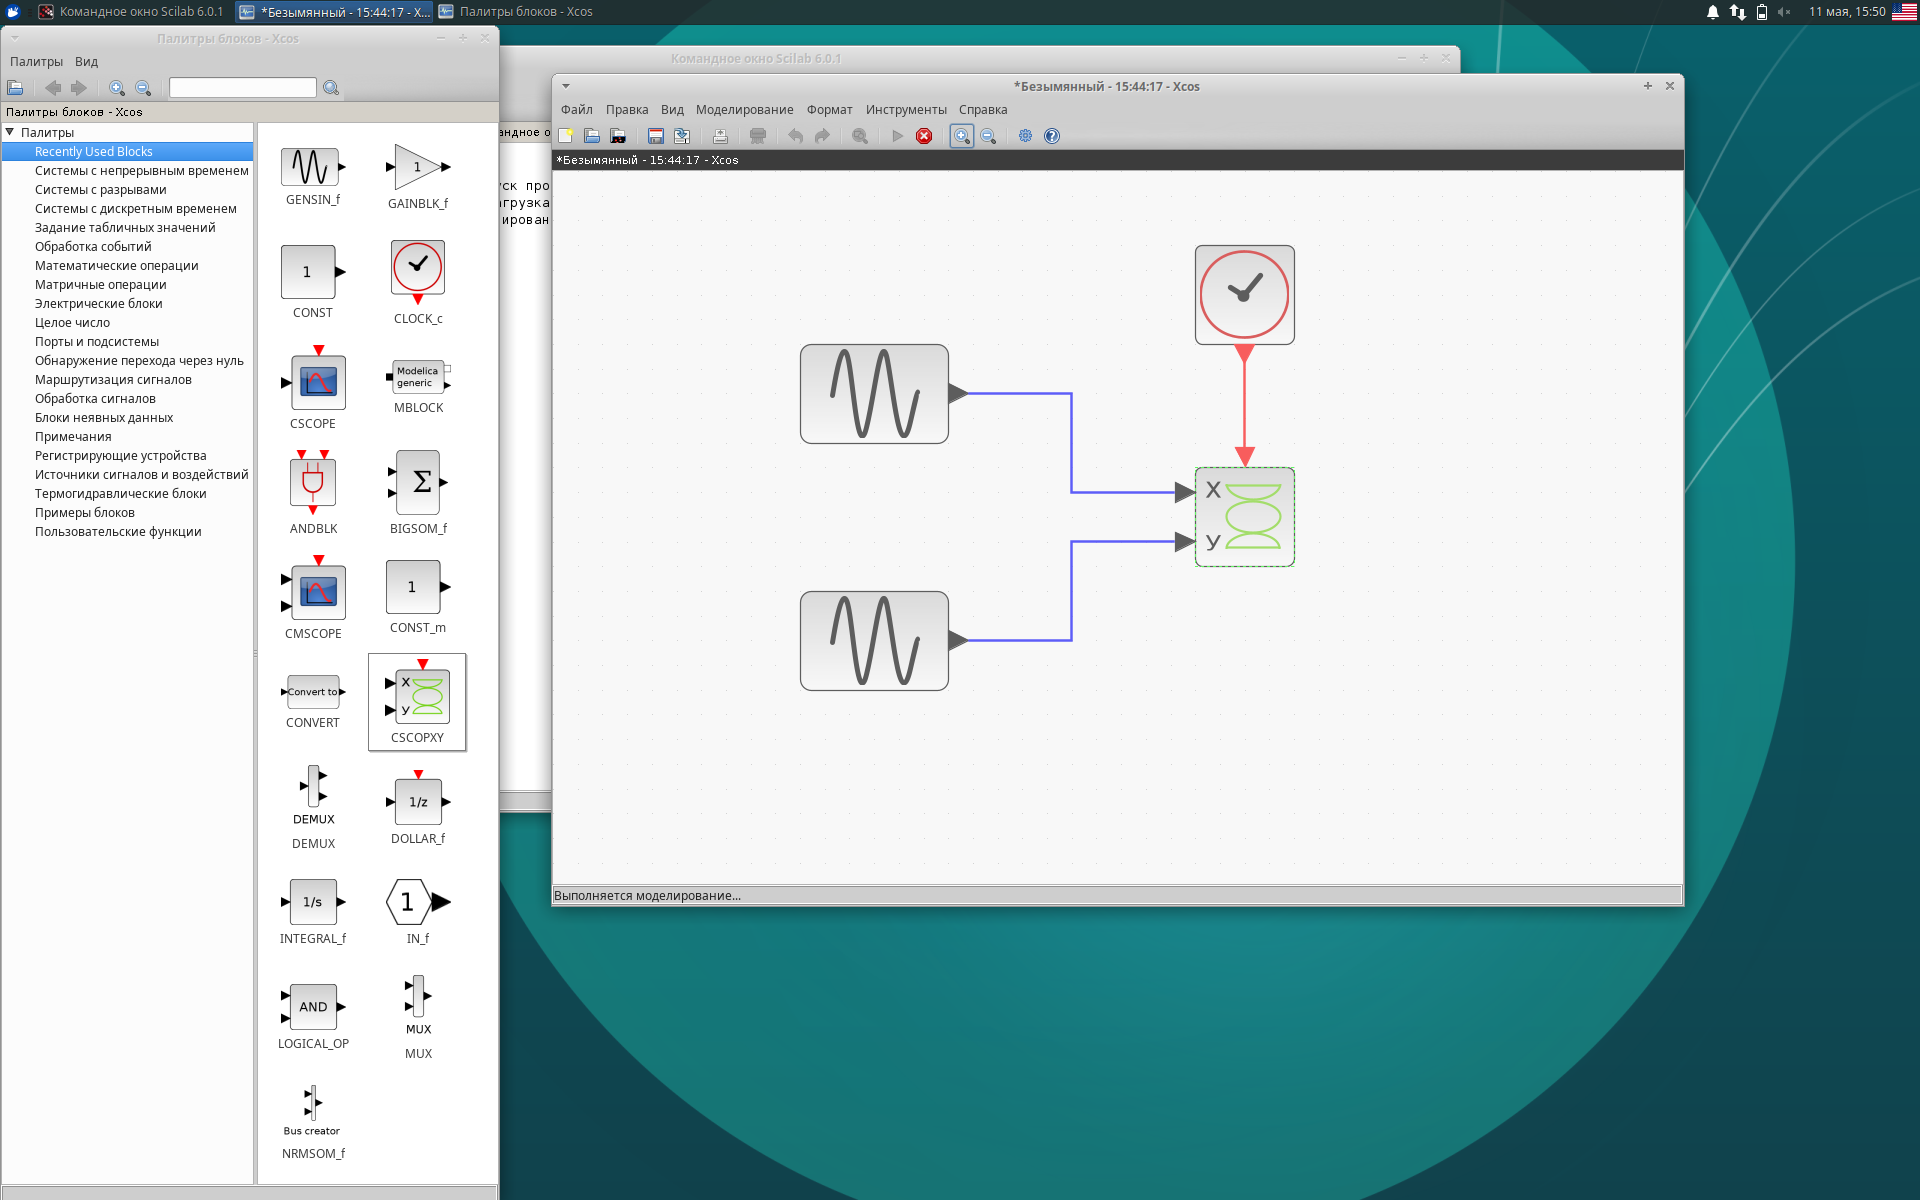 Командное окно Scilab 6.0.1
*Безымянный - 15:44:17 - X...
Палитры блоков - Xcos
11 мая, 15:50
Палитры блоков - Xcos
Палитры Вид
Палитры блоков - Xcos
Палитры
Recently Used Blocks
Системы с непрерывным временем
Системы с разрывами
Системы с дискретным временем
Задание табличных значений
Обработка событий
Математические операции
Матричные операции
Электрические блоки
Целое число
Порты и подсистемы
Обнаружение перехода через нуль
Маршрутизация сигналов
Обработка сигналов
Блоки неявных данных
Примечания
Регистрирующие устройства
Источники сигналов и воздействий
Термогидравлические блоки
Примеры блоков
Пользовательские функции
GENSIN_f
1
GAINBLK_f
1
CONST
CLOCK_c
CSCOPE
Modelica
generic
MBLOCK
ANDBLK
Σ
BIGSOM_f
CMSCOPE
1
CONST_m
Convert to
CONVERT
X
y
CSCOPXY
DEMUX
DEMUX
1/z
DOLLAR_f
1/s
INTEGRAL_f
1
IN_f
AND
LOGICAL_OP
MUX
MUX
Bus creator
NRMSOM_f
Командное окно Scilab 6.0.1
андное о
ск про
агрузка
ирован
*Безымянный - 15:44:17 - Xcos
Файл Правка Вид Моделирование Формат Инструменты Справка
*Безымянный - 15:44:17 - Xcos
X
y
Выполняется моделирование...